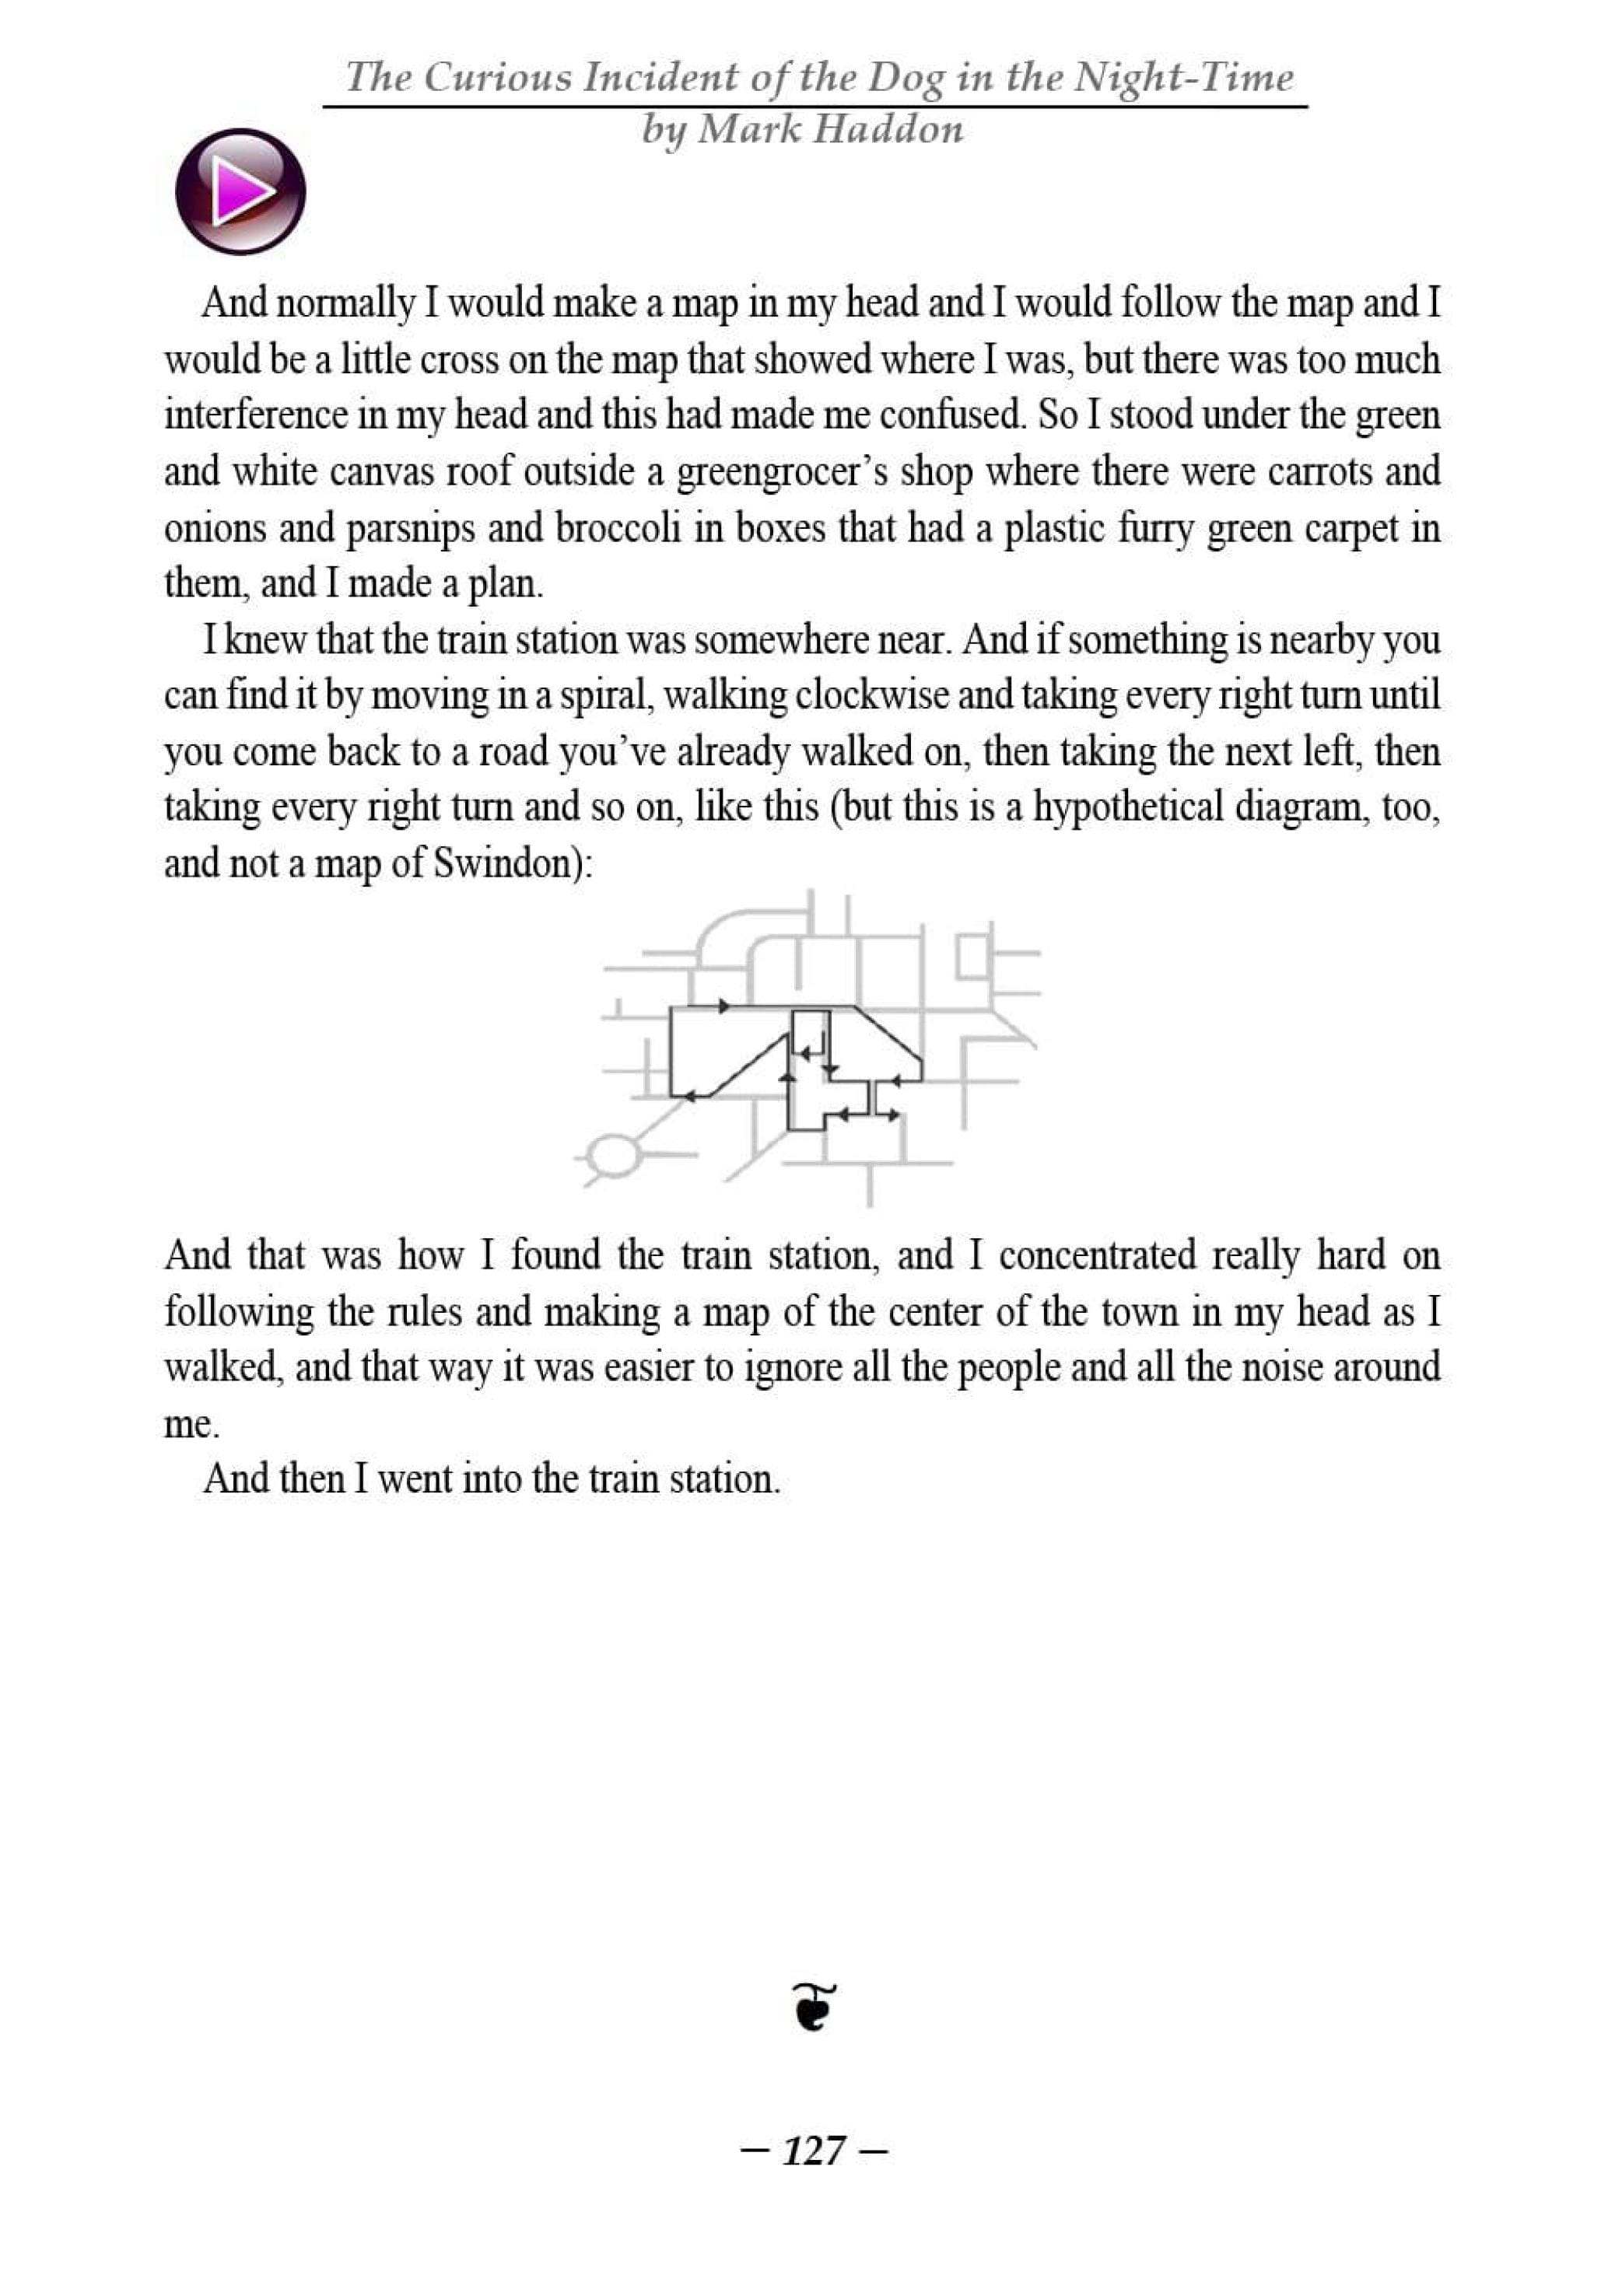 The Curious Incident of the Dog in the Night-Time
by Mark Haddon
And normally I would make a map in my head and I would follow the map and I
would be a little cross on the map that showed where I was, but there was too much
interference in my head and this had made me confused. So I stood under the green
and white canvas roof outside a greengrocer’s shop where there were carrots and
onions and parsnips and broccoli in boxes that had a plastic furry green carpet in
them, and I made a plan.
I knew that the train station was somewhere near. And if something is nearby you
can find it by moving in a spiral, walking clockwise and taking every right turn until
you come back to a road you’ve already walked on, then taking the next left, then
taking every right turn and so on, like this (but this is a hypothetical diagram, too,
and not a map of Swindon):
And that was how I found the train station, and I concentrated really hard on
following the rules and making a map of the center of the town in my head as I
walked, and that way it was easier to ignore all the people and all the noise around
me.
And then I went into the train station.
– 127 –